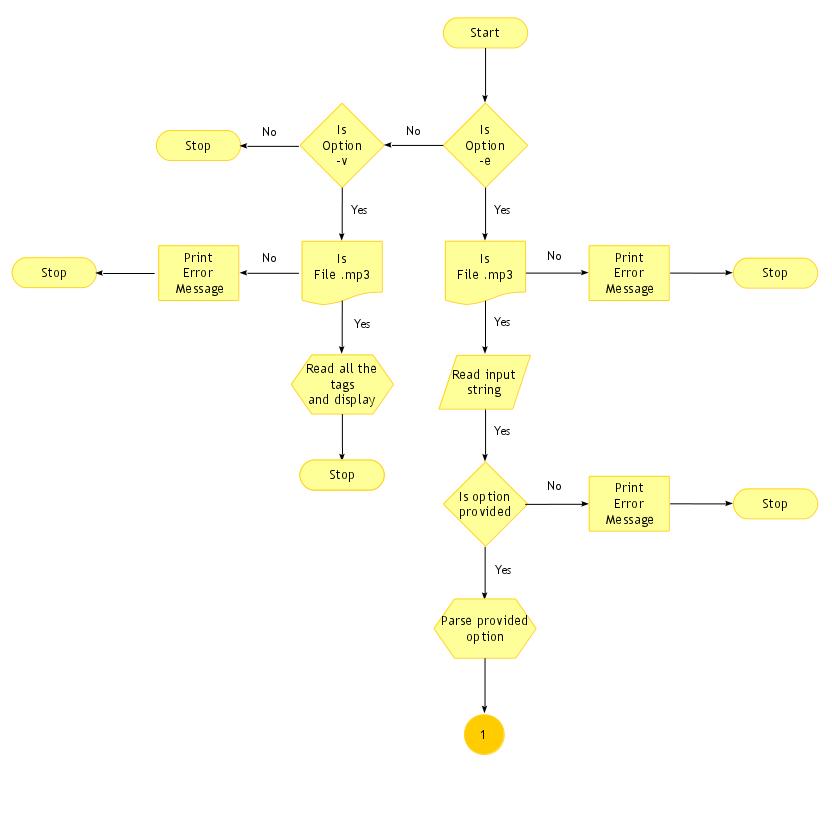 Start
Is
Option
-e
No
Is
Option
-v
No
Stop
Yes
Yes
Stop
Print
Error
Message
No
Is
File .mp3
Is
File .mp3
No
Print
Error
Message
Stop
Yes
Yes
Read all the
tags
and display
Read input
string
Yes
Stop
Is option
provided
No
Print
Error
Message
Stop
Yes
Parse provided
option
1